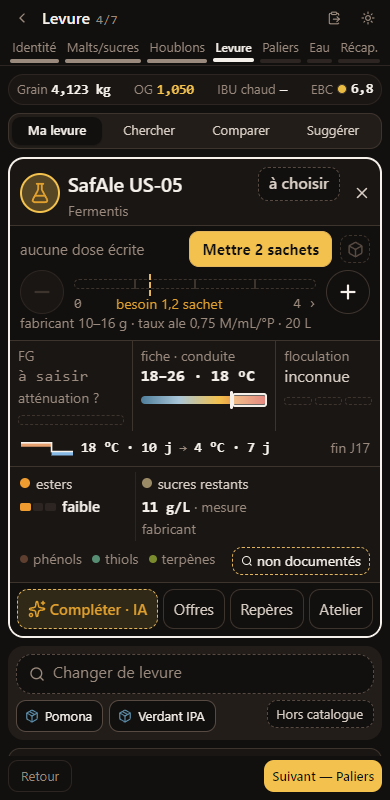 Levure 4/7
Identité Malts/sucres Houblons Levure Paliers Eau Récap.
Grain 4,123 kg OG 1,050 IBU chaud — EBC 6,8
Ma levure Chercher Comparer Suggérer
SafAle US-05 à choisir
Fermentis
aucune dose écrite Mettre 2 sachets
0 besoin 1,2 sachet 4 ›
fabricant 10–16 g · taux ale 0,75 M/mL/°P · 20 L
FG fiche · conduite floculation
à saisir 18–26 · 18 °C inconnue
atténuation ?
18 °C · 10 j → 4 °C · 7 j fin J17
esters sucres restants
faible 11 g/L · mesure
fabricant
phénols thiols terpènes non documentés
Compléter · IA Offres Repères Atelier
Changer de levure
Pomona Verdant IPA Hors catalogue
Retour Suivant — Paliers